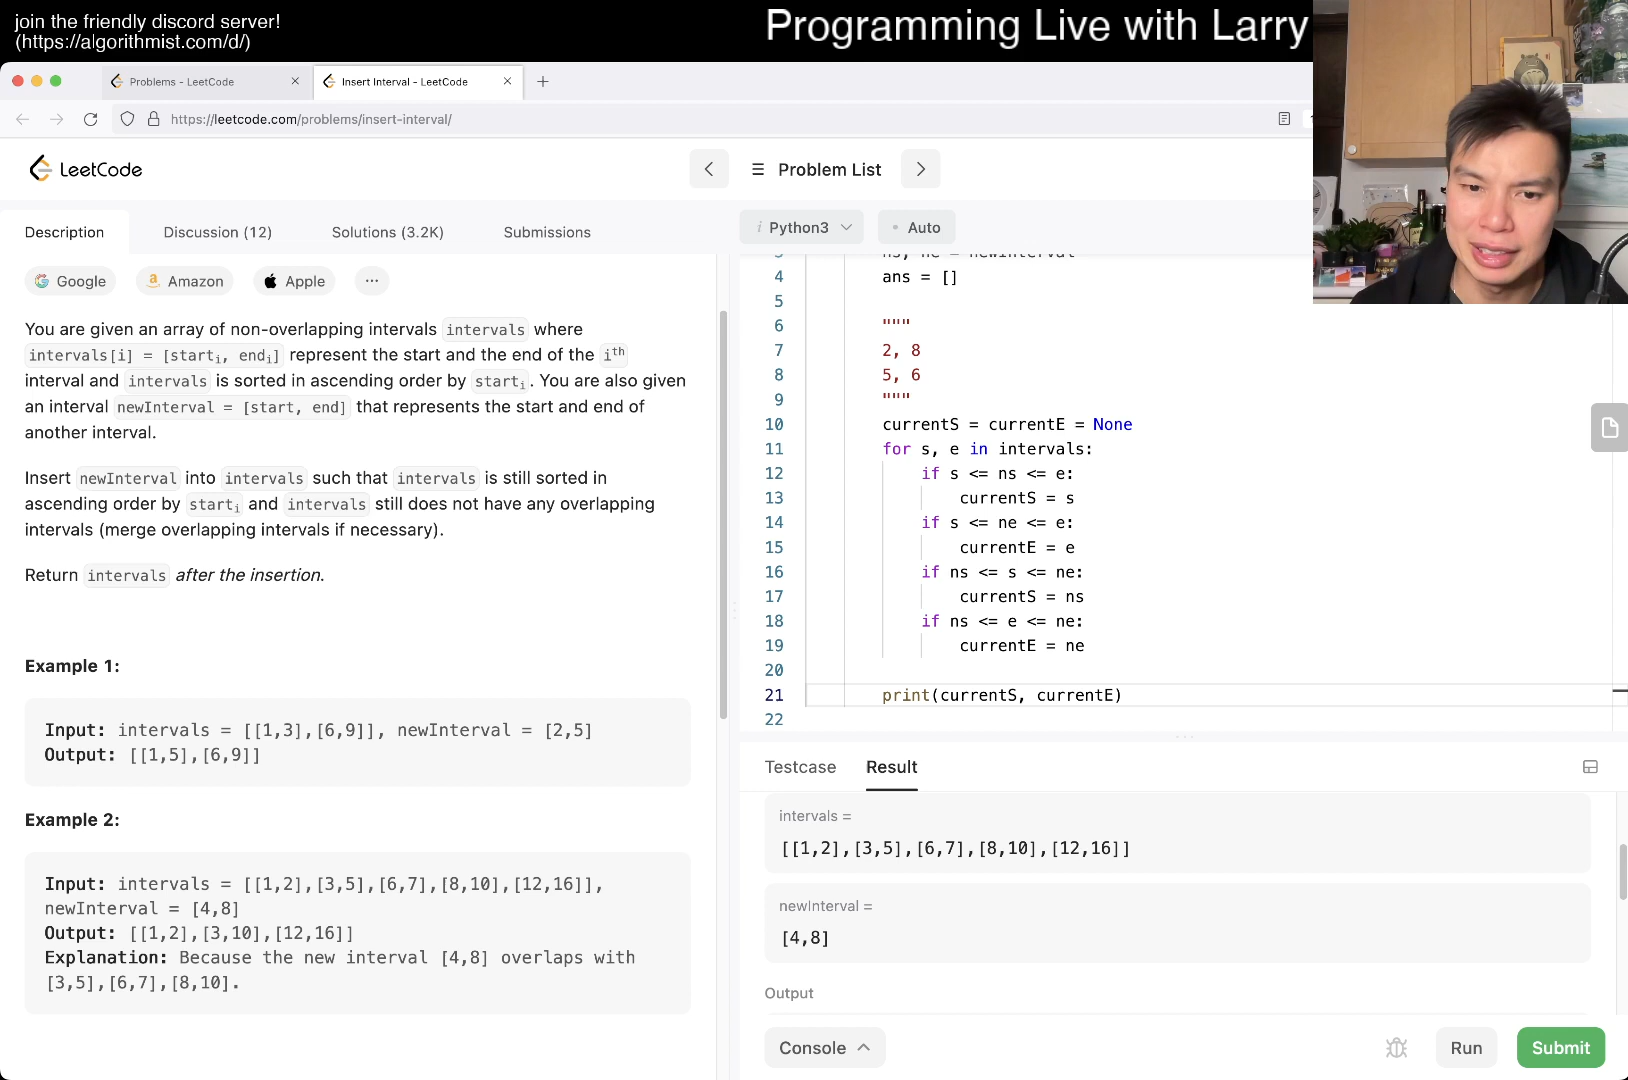 join the friendly discord server!
(https://algorithmist.com/d/)
Programming Live with Larry
Problems - LeetCode
Insert Interval - LeetCode
https://leetcode.com/problems/insert-interval/
LeetCode
Problem List
Description
Discussion (12)
Solutions (3.2K)
Submissions
Python3
Auto
Google
Amazon
Apple
You are given an array of non-overlapping intervals intervals where
intervals[i] = [starti, endi] represent the start and the end of the ith
interval and intervals is sorted in ascending order by starti. You are also given
an interval newInterval = [start, end] that represents the start and end of
another interval.
Insert newInterval into intervals such that intervals is still sorted in
ascending order by starti and intervals still does not have any overlapping
intervals (merge overlapping intervals if necessary).
Return intervals after the insertion.
Example 1:
Input: intervals = [[1,3],[6,9]], newInterval = [2,5]
Output: [[1,5],[6,9]]
Example 2:
Input: intervals = [[1,2],[3,5],[6,7],[8,10],[12,16]],
newInterval = [4,8]
Output: [[1,2],[3,10],[12,16]]
Explanation: Because the new interval [4,8] overlaps with
[3,5],[6,7],[8,10].
3 ns, ne = newInterval
4 ans = []
5
6 """
7 2, 8
8 5, 6
9 """
10 currentS = currentE = None
11 for s, e in intervals:
12 if s <= ns <= e:
13 currentS = s
14 if s <= ne <= e:
15 currentE = e
16 if ns <= s <= ne:
17 currentS = ns
18 if ns <= e <= ne:
19 currentE = ne
20
21 print(currentS, currentE)
22
Testcase
Result
intervals =
[[1,2],[3,5],[6,7],[8,10],[12,16]]
newInterval =
[4,8]
Output
Console
Run
Submit